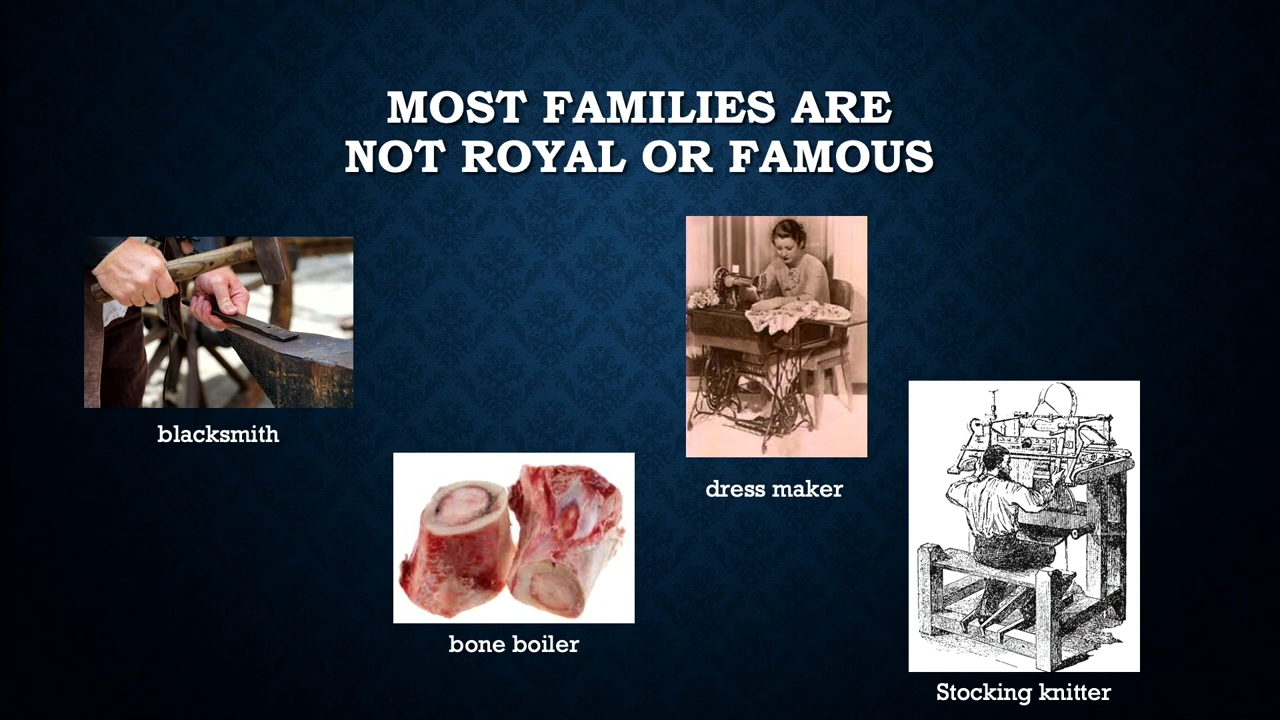 MOST FAMILIES ARE
NOT ROYAL OR FAMOUS
blacksmith
dress maker
bone boiler
Stocking knitter